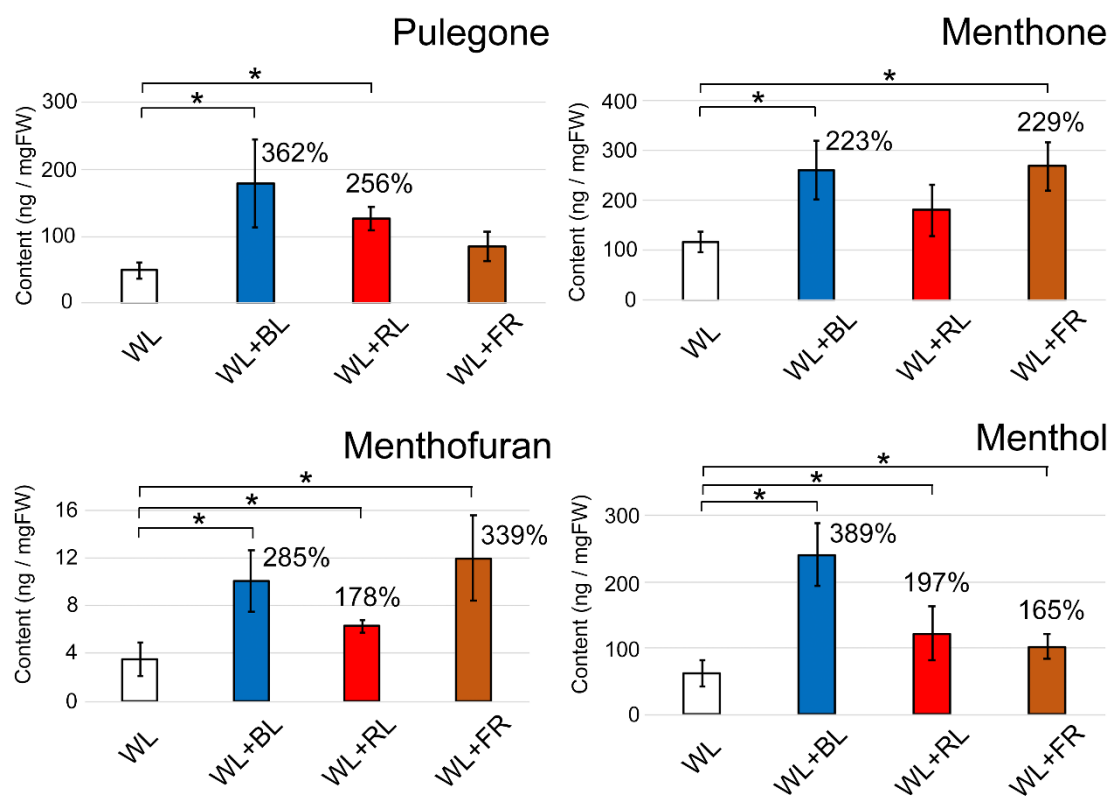 Pulegone
*
*
Content (ng / mgFW)
300
200
100
0
362%
256%
WL
WL+BL
WL+RL
WL+FR
Menthone
*
*
Content (ng / mgFW)
400
300
200
100
0
223%
229%
WL
WL+BL
WL+RL
WL+FR
Menthofuran
*
*
*
Content (ng / mgFW)
16
12
8
4
0
285%
178%
339%
WL
WL+BL
WL+RL
WL+FR
Menthol
*
*
*
Content (ng / mgFW)
300
200
100
0
389%
197%
165%
WL
WL+BL
WL+RL
WL+FR